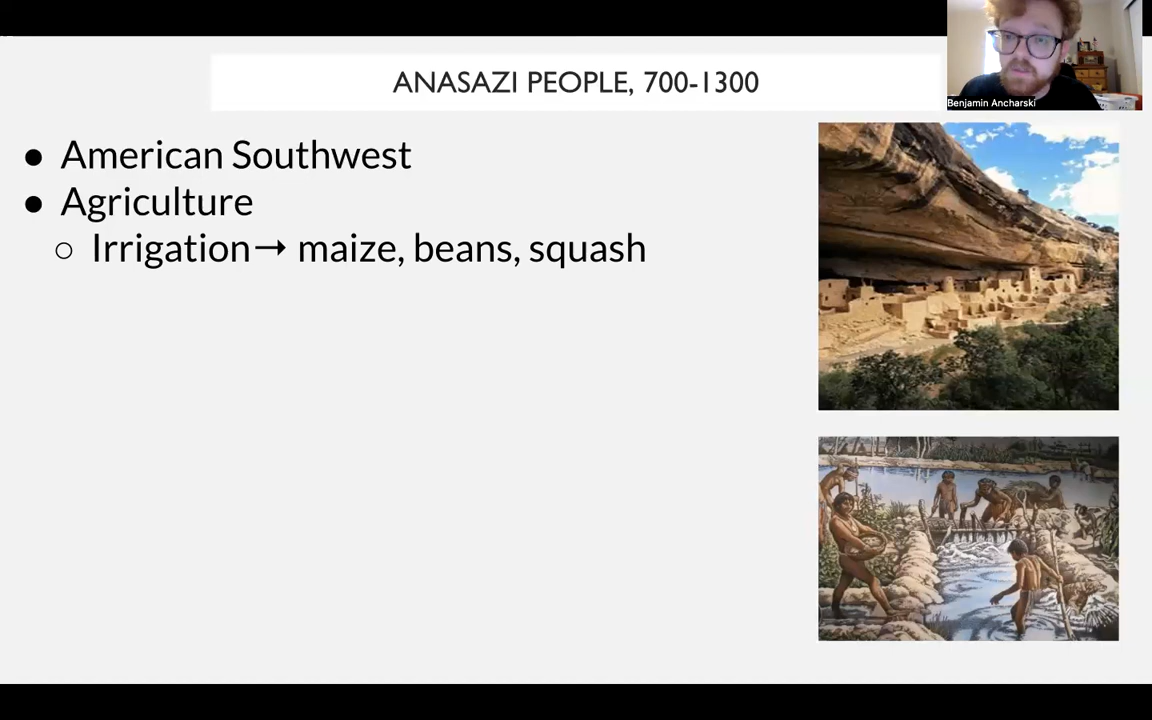 ANASAZI PEOPLE, 700-1300
Benjamin Ancharski
● American Southwest
● Agriculture
○ Irrigation→ maize, beans, squash